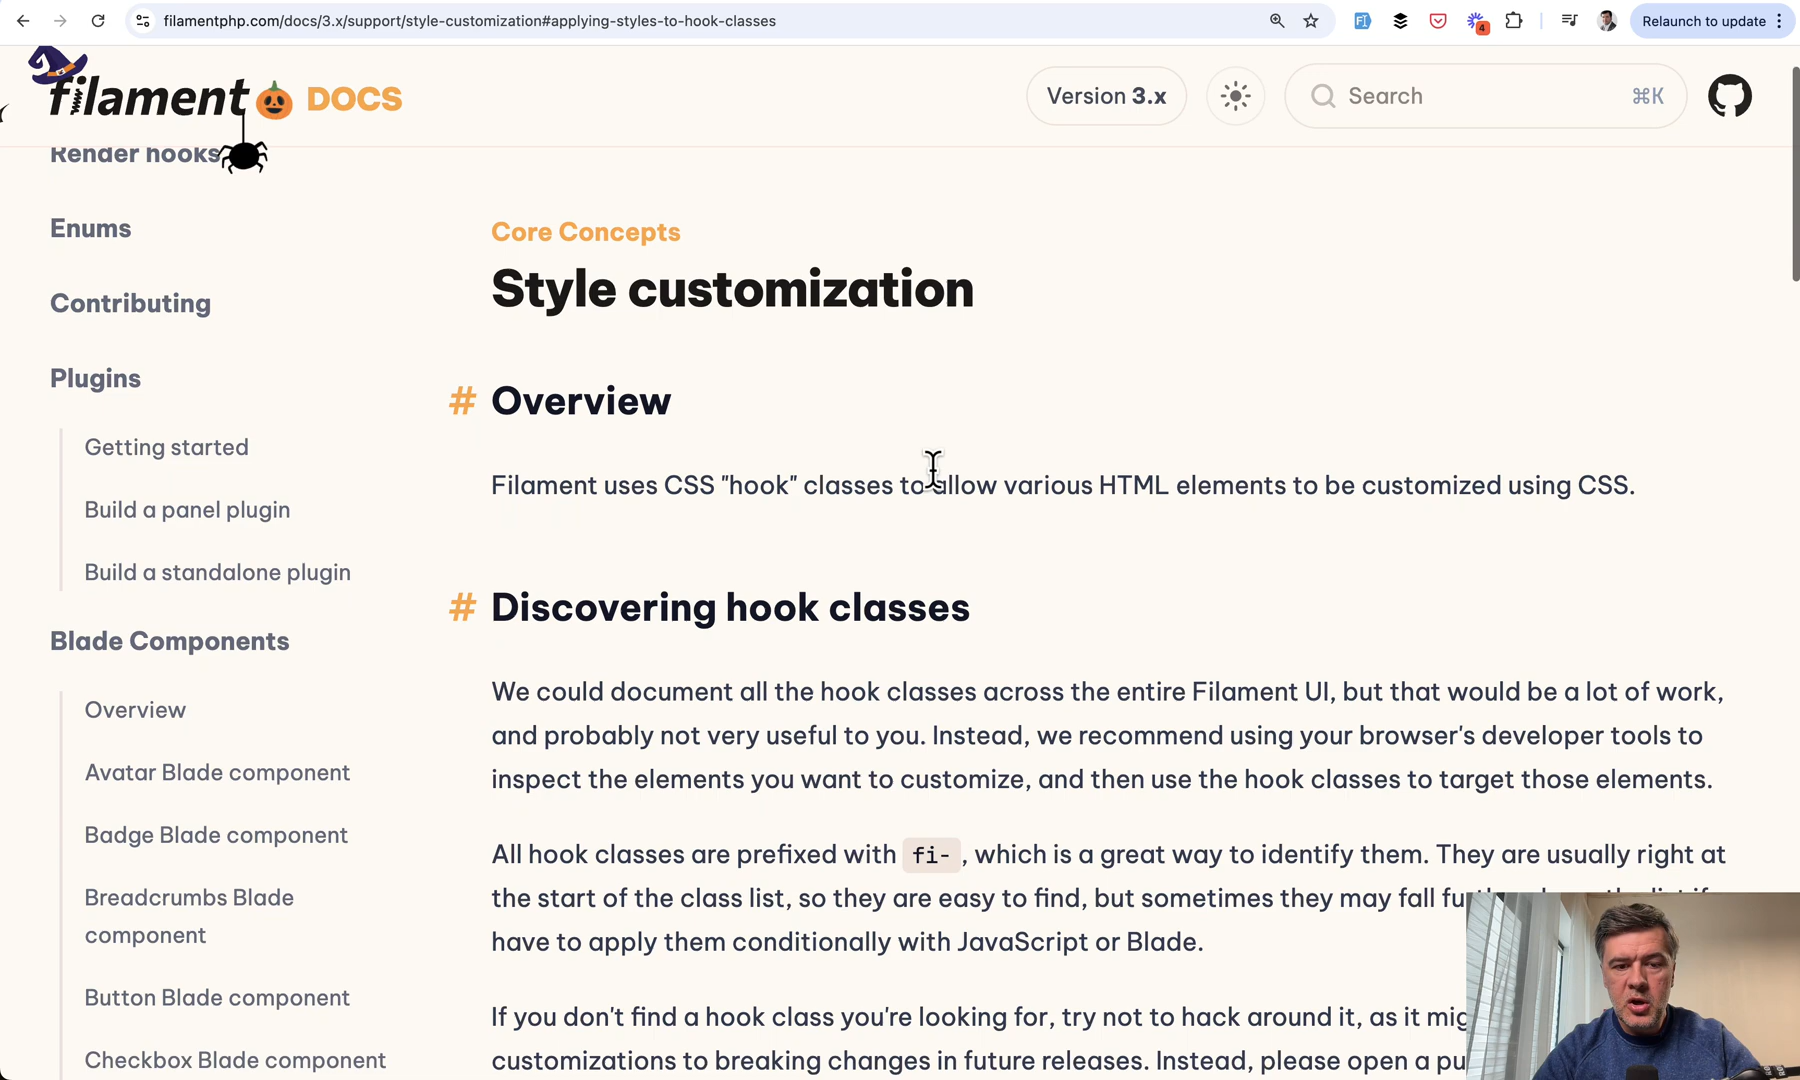 filamentphp.com/docs/3.x/support/style-customization#applying-styles-to-hook-classes
4
Relaunch to update
filament DOCS
Version 3.x
Search
⌘K
Render hooks
Enums
Contributing
Plugins
Getting started
Build a panel plugin
Build a standalone plugin
Blade Components
Overview
Avatar Blade component
Badge Blade component
Breadcrumbs Blade
component
Button Blade component
Checkbox Blade component
Core Concepts
Style customization
# Overview
Filament uses CSS "hook" classes to allow various HTML elements to be customized using CSS.
# Discovering hook classes
We could document all the hook classes across the entire Filament UI, but that would be a lot of work,
and probably not very useful to you. Instead, we recommend using your browser's developer tools to
inspect the elements you want to customize, and then use the hook classes to target those elements.
All hook classes are prefixed with fi- , which is a great way to identify them. They are usually right at
the start of the class list, so they are easy to find, but sometimes they may fall
have to apply them conditionally with JavaScript or Blade.
If you don't find a hook class you're looking for, try not to hack around it, as it
customizations to breaking changes in future releases. Instead, please open a